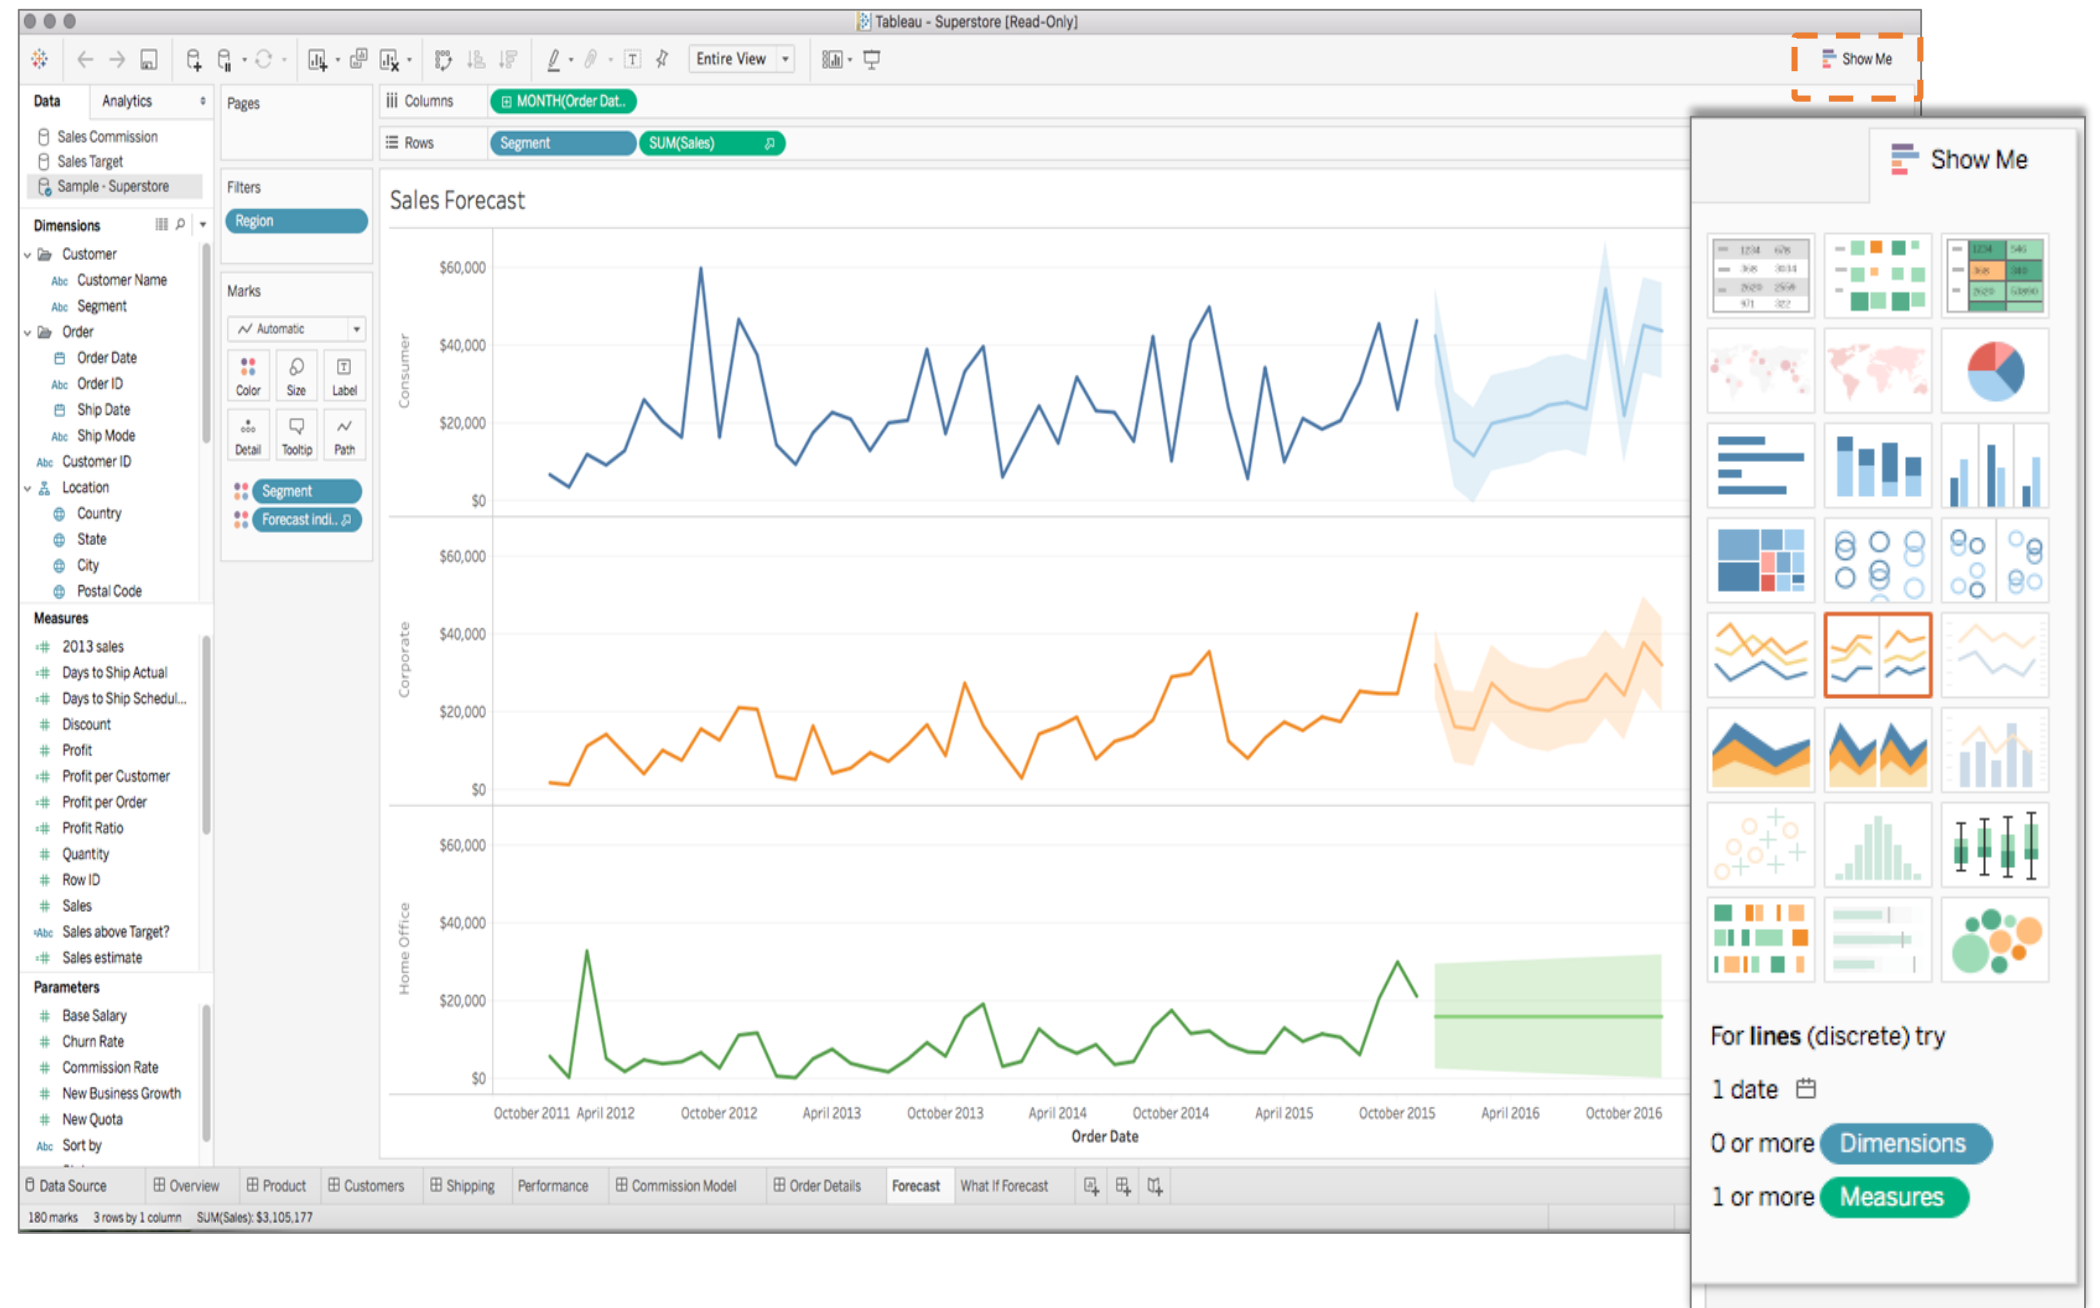 Tableau - Superstore [Read-Only]
Entire View
Show Me
Data
Analytics
Sales Commission
Sales Target
Sample - Superstore
Dimensions
Customer
Abc Customer Name
Abc Segment
Order
Order Date
Abc Order ID
Ship Date
Abc Ship Mode
Abc Customer ID
Location
Country
State
City
Postal Code
Measures
2013 sales
Days to Ship Actual
Days to Ship Schedul...
Discount
Profit
Profit per Customer
Profit per Order
Profit Ratio
Quantity
Row ID
Sales
Abc Sales above Target?
Sales estimate
Parameters
Base Salary
Churn Rate
Commission Rate
New Business Growth
New Quota
Abc Sort by
Pages
Filters
Region
Marks
Automatic
Color
Size
Label
Detail
Tooltip
Path
Segment
Forecast indi..
Columns
MONTH(Order Dat..
Rows
Segment
SUM(Sales)
Sales Forecast
Consumer
$60,000
$40,000
$20,000
$0
Corporate
$60,000
$40,000
$20,000
$0
Home Office
$60,000
$40,000
$20,000
$0
October 2011 April 2012 October 2012 April 2013 October 2013 April 2014 October 2014 April 2015 October 2015 April 2016 October 2016
Order Date
Show Me
For lines (discrete) try
1 date
0 or more Dimensions
1 or more Measures
Data Source
Overview
Product
Customers
Shipping
Performance
Commission Model
Order Details
Forecast
What If Forecast
180 marks 3 rows by 1 column SUM(Sales): $3,105,177